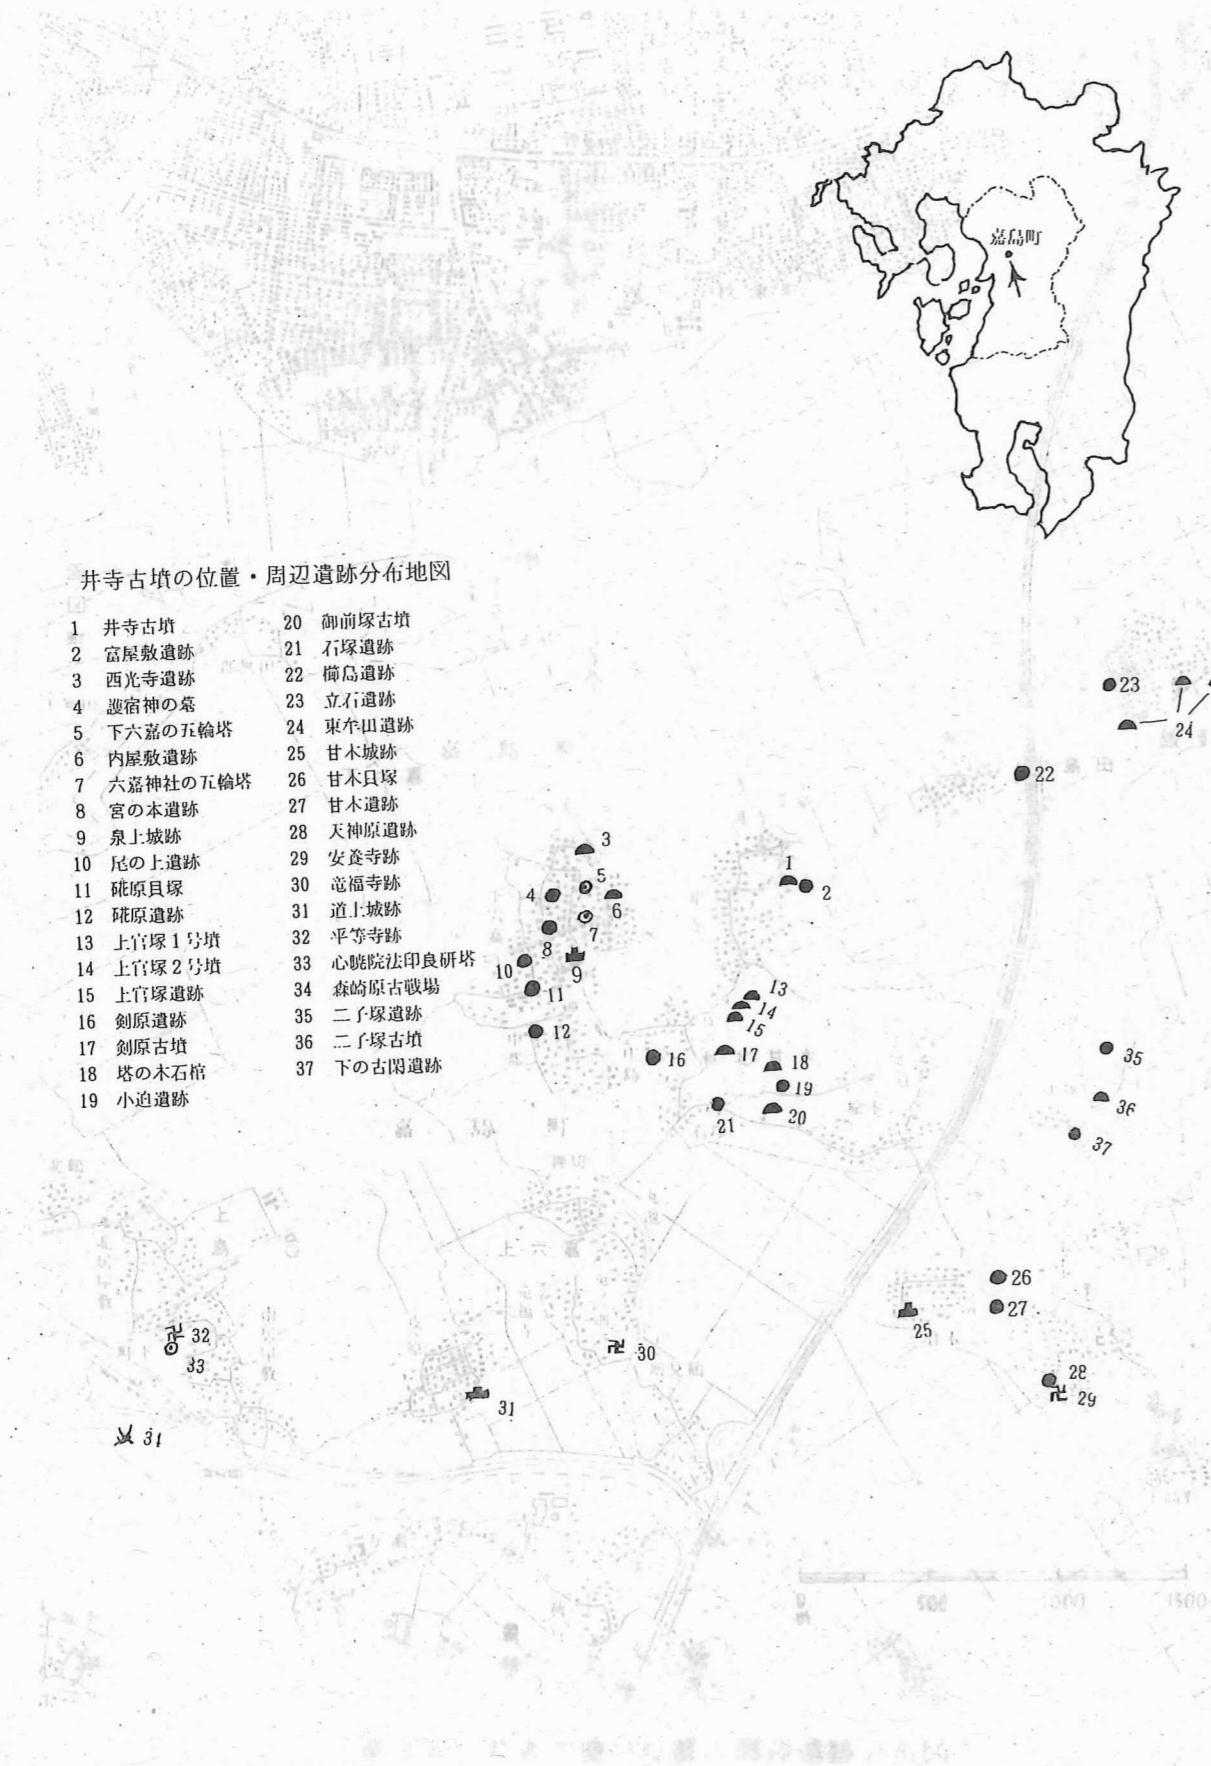 嘉島町
井寺古墳の位置・周辺遺跡分布地図
1 井寺古墳
2 富屋敷遺跡
3 西光寺遺跡
4 護宿神の墓
5 下六嘉の五輪塔
6 内屋敷遺跡
7 六嘉神社の五輪塔
8 宮の本遺跡
9 泉上城跡
10 尻の上遺跡
11 硴原貝塚
12 硴原遺跡
13 上官塚1号墳
14 上官塚2号墳
15 上官塚遺跡
16 剣原遺跡
17 剣原古墳
18 塔の木石棺
19 小迫遺跡
20 御前塚古墳
21 石塚遺跡
22 櫛島遺跡
23 立石遺跡
24 東牟田遺跡
25 甘木城跡
26 甘木貝塚
27 甘木遺跡
28 天神原遺跡
29 安養寺跡
30 竜福寺跡
31 道上城跡
32 平等寺跡
33 心暁院法印良研塔
34 森崎原古戦場
35 二子塚遺跡
36 二子塚古墳
37 下の古閑遺跡
23
24
22
3
1
2
5
4
6
7
8
9
10
11
12
13
14
15
16
17
18
19
20
21
35
36
37
上六嘉
26
27
25
28
29
32
33
30
31
34